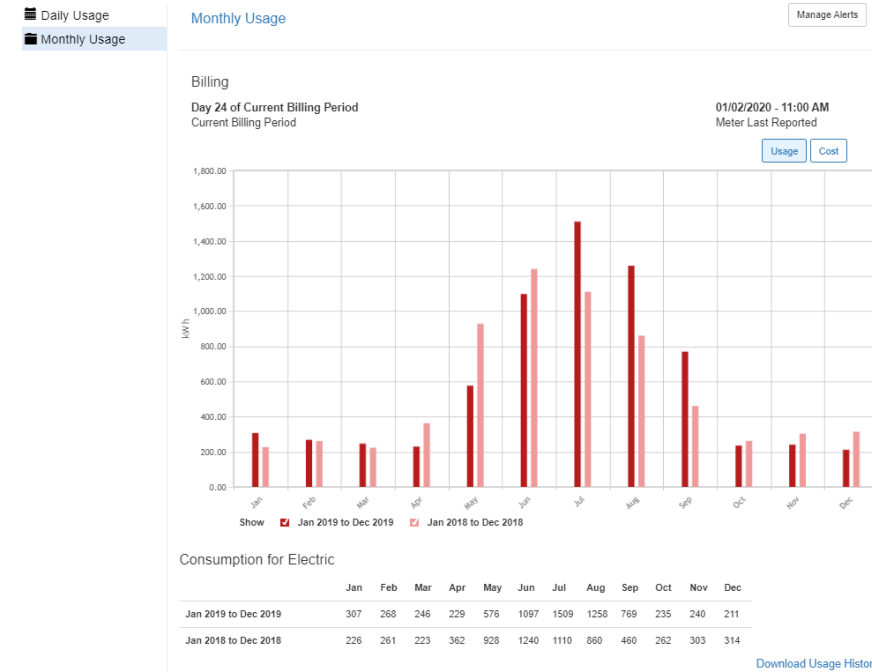 Daily Usage
Monthly Usage
Monthly Usage
Manage Alerts
Billing
Day 24 of Current Billing Period
Current Billing Period
01/02/2020 - 11:00 AM
Meter Last Reported
Usage Cost
1,800.00
1,600.00
1,400.00
1,200.00
1,000.00
800.00
600.00
400.00
200.00
0.00
kWh
Jan Feb Mar Apr May Jun Jul Aug Sep Oct Nov Dec
Show Jan 2019 to Dec 2019 Jan 2018 to Dec 2018
Consumption for Electric
Jan Feb Mar Apr May Jun Jul Aug Sep Oct Nov Dec
Jan 2019 to Dec 2019 307 268 246 229 576 1097 1509 1258 769 235 240 211
Jan 2018 to Dec 2018 226 261 223 362 928 1240 1110 860 460 262 303 314
Download Usage Histor